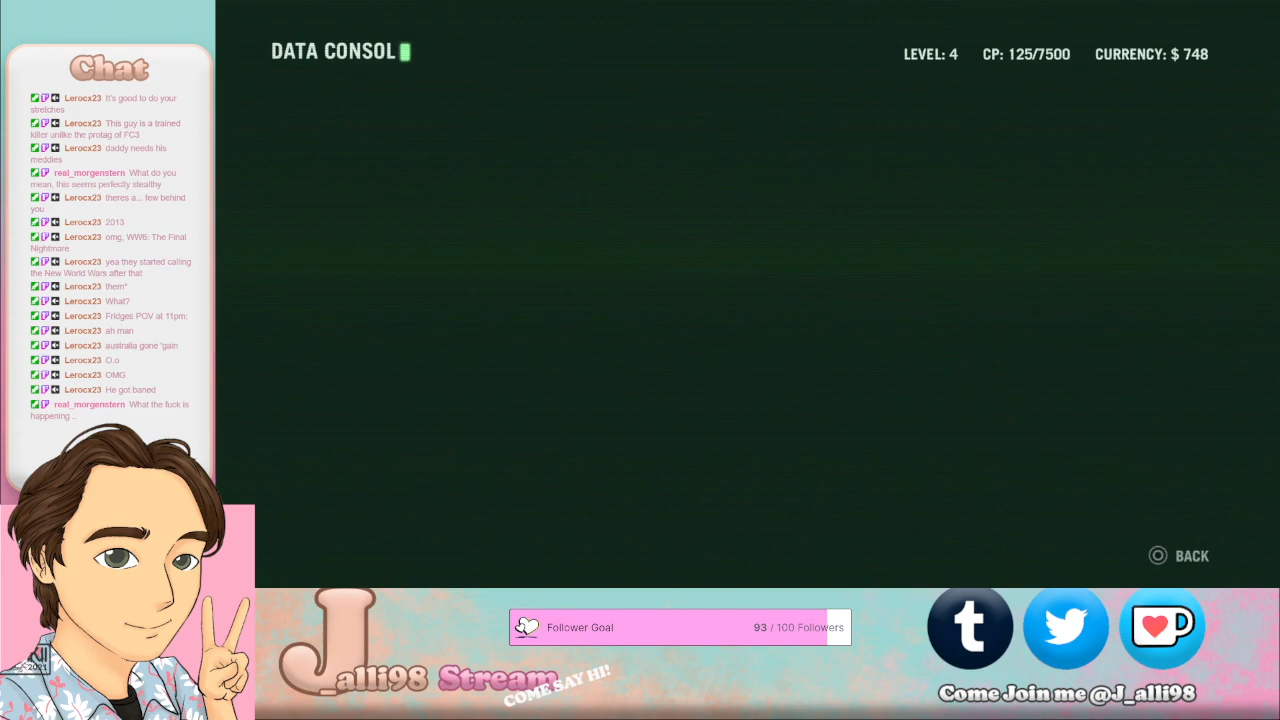 Chat
Lerocx23 It's good to do your
stretches
Lerocx23 This guy is a trained
killer unlike the protag of FC3
Lerocx23 daddy needs his
meddies
real_morgenstern What do you
mean, this seems perfectly stealthy
Lerocx23 theres a... few behind
you
Lerocx23 2013
Lerocx23 omg, WW6: The Final
Nightmare
Lerocx23 yea they started calling
the New World Wars after that
Lerocx23 them*
Lerocx23 What?
Lerocx23 Fridges POV at 11pm:
Lerocx23 ah man
Lerocx23 australia gone 'gain
Lerocx23 O.o
Lerocx23 OMG
Lerocx23 He got baned
real_morgenstern What the fuck is
happening ..
DATA CONSOL
LEVEL: 4 CP: 125/7500 CURRENCY: $ 748
BACK
2021
J_alli98 Stream
COME SAY HI!
Follower Goal 93 / 100 Followers
t
Come Join me @J_alli98